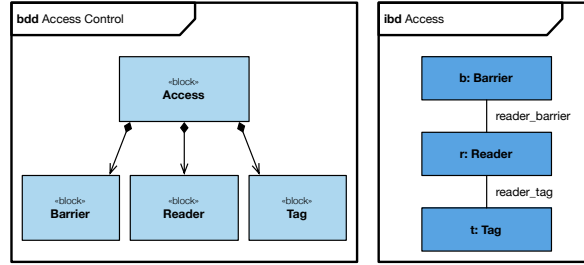 bdd Access Control
«block»
Access
«block»
Barrier
«block»
Reader
«block»
Tag
ibd Access
b: Barrier
reader_barrier
r: Reader
reader_tag
t: Tag